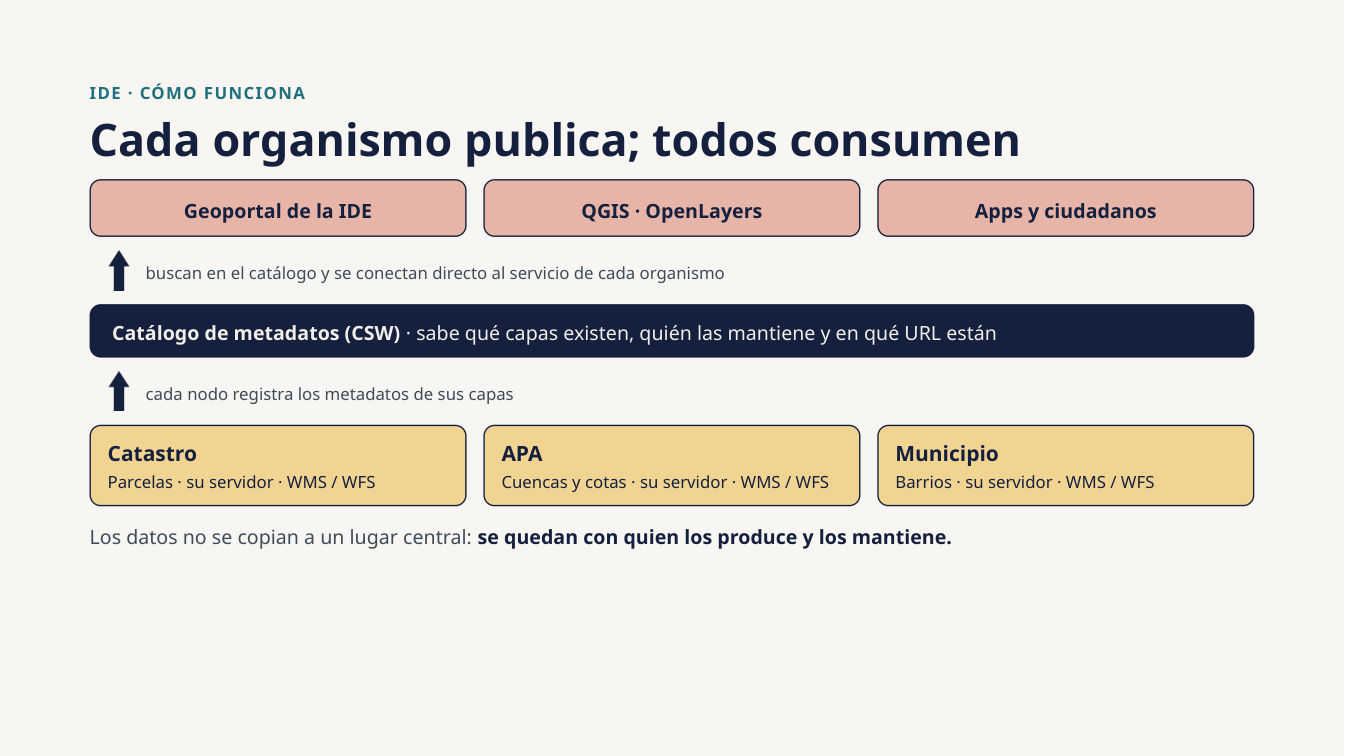 IDE · CÓMO FUNCIONA
Cada organismo publica; todos consumen
Geoportal de la IDE
QGIS · OpenLayers
Apps y ciudadanos
buscan en el catálogo y se conectan directo al servicio de cada organismo
Catálogo de metadatos (CSW) · sabe qué capas existen, quién las mantiene y en qué URL están
cada nodo registra los metadatos de sus capas
Catastro
Parcelas · su servidor · WMS / WFS
APA
Cuencas y cotas · su servidor · WMS / WFS
Municipio
Barrios · su servidor · WMS / WFS
Los datos no se copian a un lugar central: se quedan con quien los produce y los mantiene.